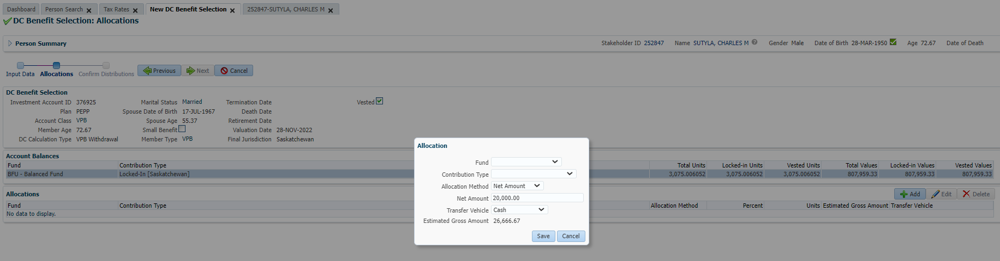 Dashboard Person Search Tax Rates New DC Benefit Selection 252847-SUTYLA, CHARLES M
DC Benefit Selection: Allocations
Person Summary Stakeholder ID 252847 Name SUTYLA, CHARLES M Gender Male Date of Birth 28-MAR-1950 Age 72.67 Date of Death
Previous Next Cancel
Input Data Allocations Confirm Distributions
DC Benefit Selection
Investment Account ID 376925 Marital Status Married Termination Date Vested
Plan PEPP Spouse Date of Birth 17-JUL-1967 Death Date
Account Class VPB Spouse Age 55.37 Retirement Date
Member Age 72.67 Small Benefit Valuation Date 28-NOV-2022
DC Calculation Type VPB Withdrawal Member Type VPB Final Jurisdiction Saskatchewan
Account Balances
Fund Contribution Type Total Units Locked-in Units Vested Units Total Values Locked-in Values Vested Values
BFU - Balanced Fund Locked-In [Saskatchewan] 3,075.006052 3,075.006052 3,075.006052 807,959.33 807,959.33 807,959.33
Allocations Add Edit Delete
Fund Contribution Type Allocation Method Percent Units Estimated Gross Amount Transfer Vehicle
No data to display.
Allocation
Fund
Contribution Type
Allocation Method Net Amount
Net Amount 20,000.00
Transfer Vehicle Cash
Estimated Gross Amount 26,666.67
Save Cancel